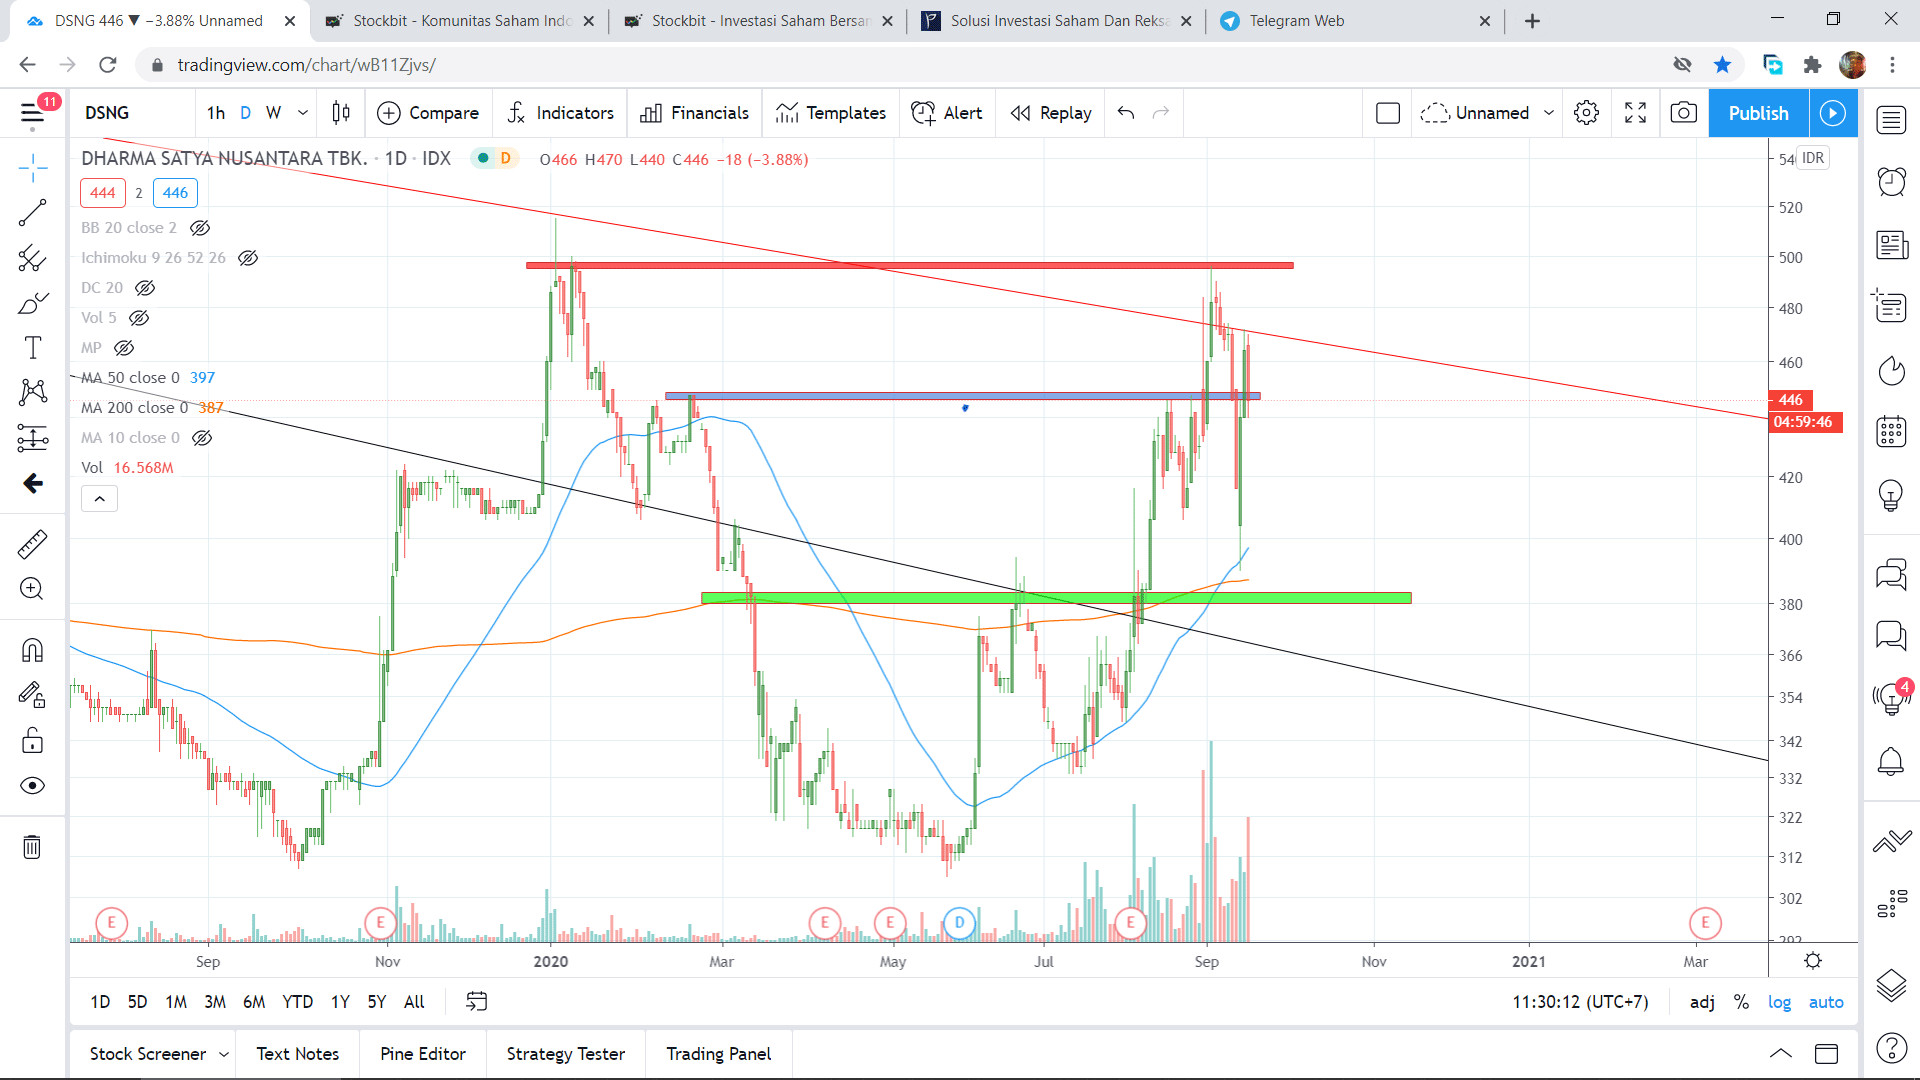 DSNG 446 ▼ −3.88% Unnamed
Stockbit - Komunitas Saham Indo
Stockbit - Investasi Saham Bersan
Solusi Investasi Saham Dan Reksa
Telegram Web
tradingview.com/chart/wB11Zjvs/
11
DSNG 1h D W Compare Indicators Financials Templates Alert Replay Unnamed Publish
DHARMA SATYA NUSANTARA TBK. · 1D · IDX D O466 H470 L440 C446 −18 (−3.88%)
IDR
444 2 446
BB 20 close 2
Ichimoku 9 26 52 26
DC 20
Vol 5
MP
MA 50 close 0 397
MA 200 close 0 387
MA 10 close 0
Vol 16.568M
520
500
480
460
446
04:59:46
420
400
380
366
354
342
332
322
312
302
4
E E E E D E E
Sep Nov 2020 Mar May Jul Sep Nov 2021 Mar
1D 5D 1M 3M 6M YTD 1Y 5Y All 11:30:12 (UTC+7) adj % log auto
Stock Screener Text Notes Pine Editor Strategy Tester Trading Panel